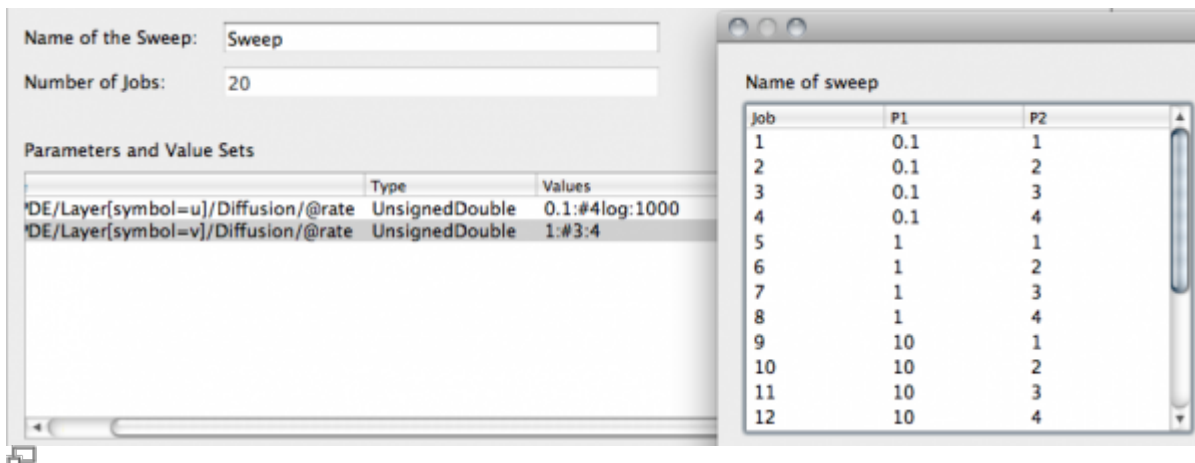 Name of the Sweep: Sweep
Number of Jobs: 20
Parameters and Value Sets
Type Values
'DE/Layer[symbol=u]/Diffusion/@rate UnsignedDouble 0.1:#4log:1000
'DE/Layer[symbol=v]/Diffusion/@rate UnsignedDouble 1:#3:4
Name of sweep
Job P1 P2
1 0.1 1
2 0.1 2
3 0.1 3
4 0.1 4
5 1 1
6 1 2
7 1 3
8 1 4
9 10 1
10 10 2
11 10 3
12 10 4